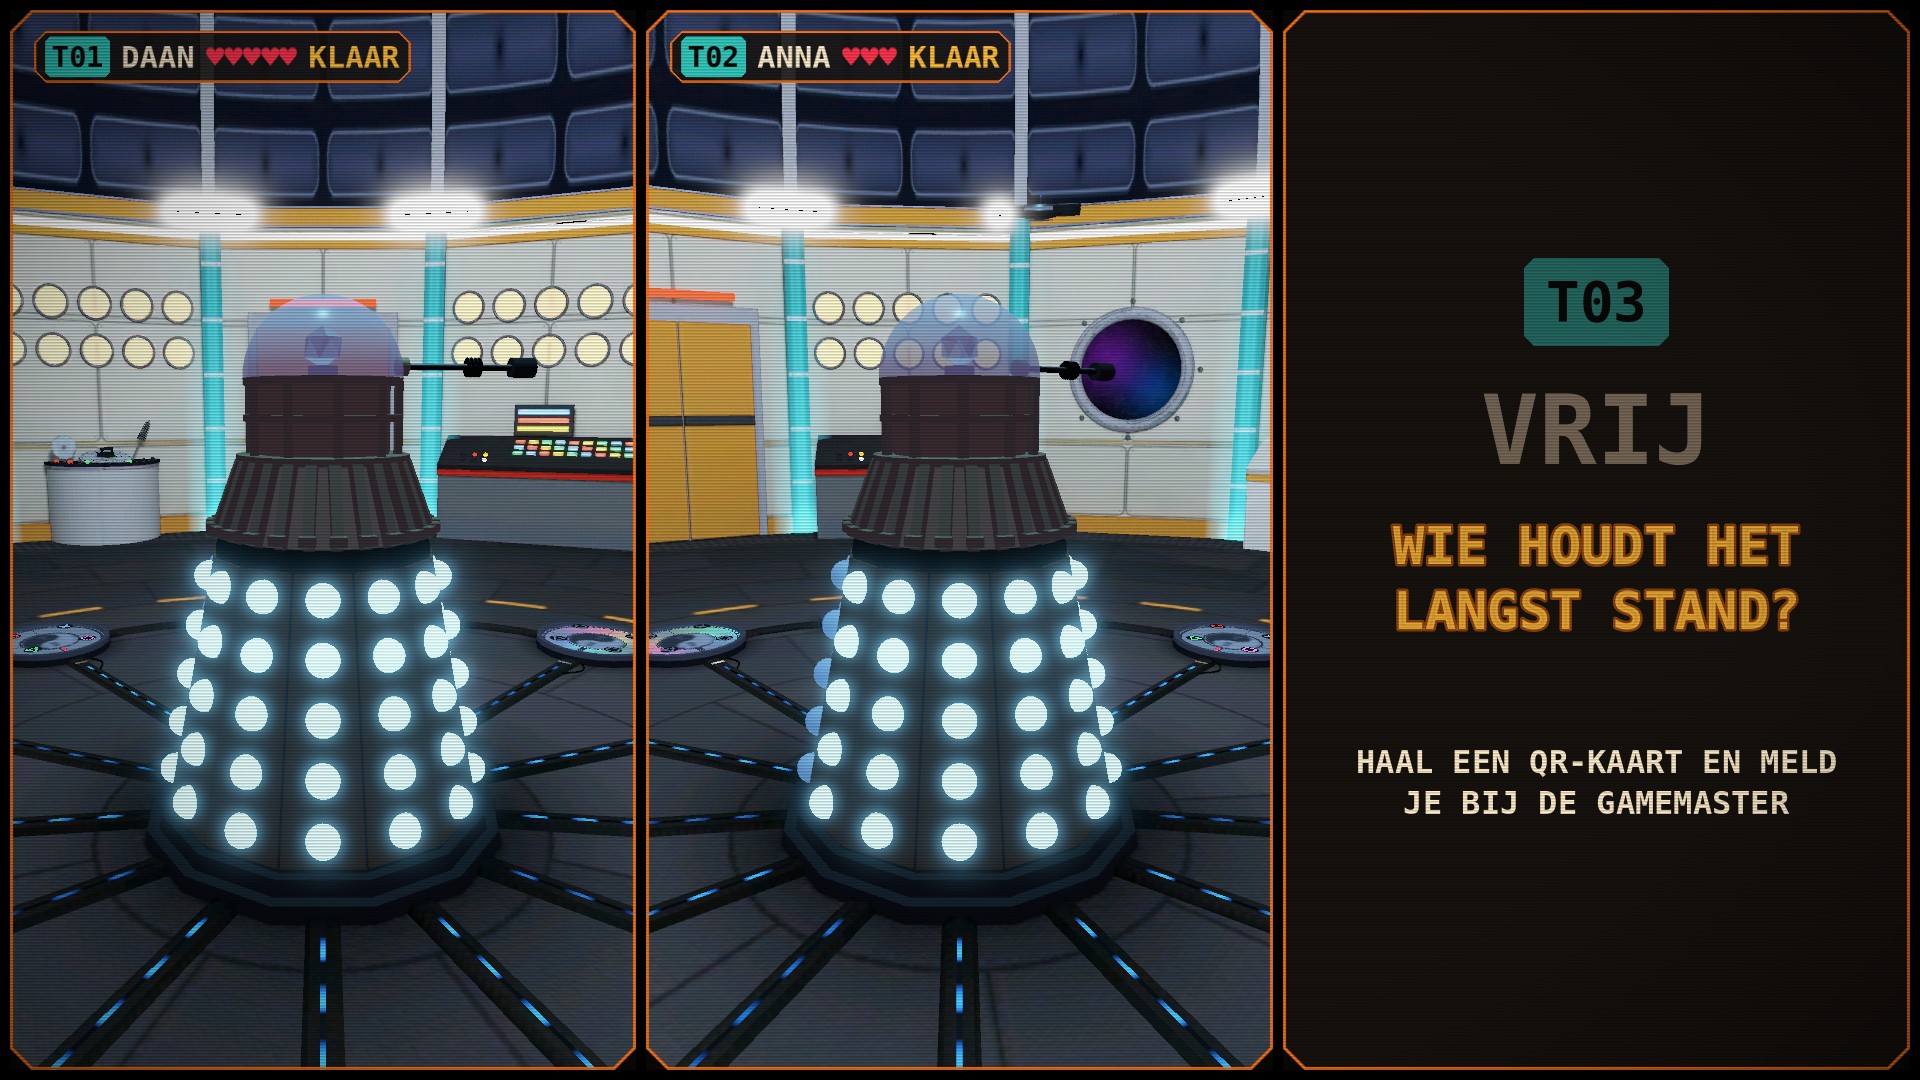 T01 DAAN ♥♥♥♥♥ KLAAR
T02 ANNA ♥♥♥ KLAAR
T03
VRIJ
WIE HOUDT HET
LANGST STAND?
HAAL EEN QR-KAART EN MELD
JE BIJ DE GAMEMASTER